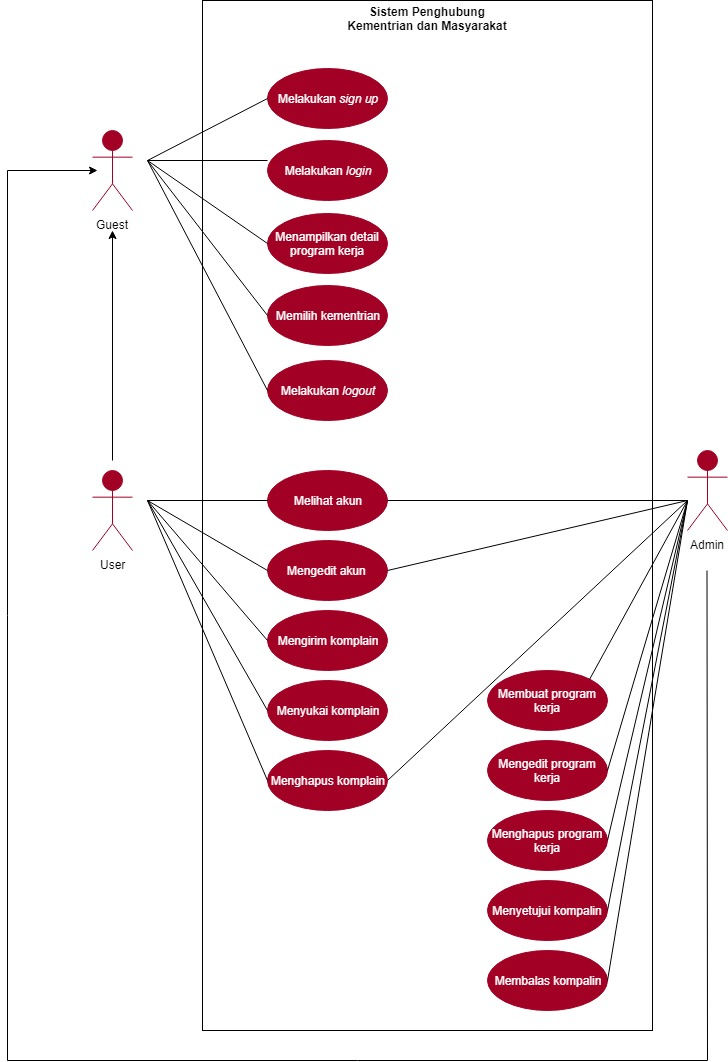 Sistem Penghubung
Kementrian dan Masyarakat
Melakukan sign up
Melakukan login
Menampilkan detail
program kerja
Memilih kementrian
Melakukan logout
Guest
User
Melihat akun
Mengedit akun
Mengirim komplain
Menyukai komplain
Menghapus komplain
Admin
Membuat program
kerja
Mengedit program
kerja
Menghapus program
kerja
Menyetujui kompalin
Membalas kompalin